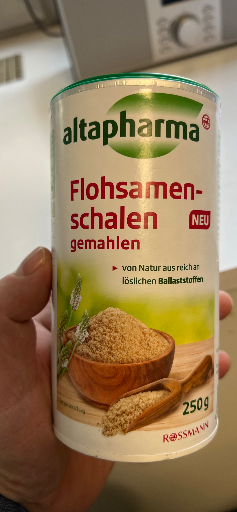 altapharma
Flohsamen-
schalen
NEU
gemahlen
von Natur aus reich an
löslichen Ballaststoffen
250g
ROSSMANN